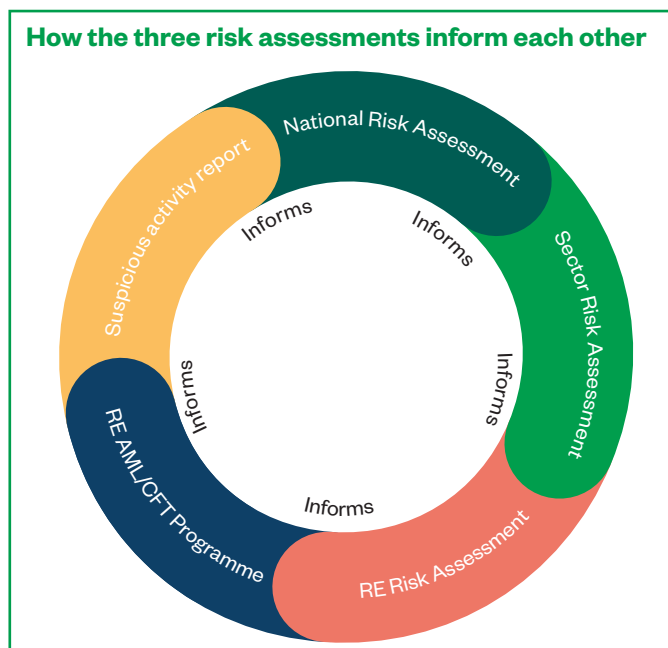 How the three risk assessments inform each other
National Risk Assessment
Informs
Sector Risk Assessment
Informs
RE Risk Assessment
Informs
RE AML/CFT Programme
Informs
Suspicious activity report
Informs